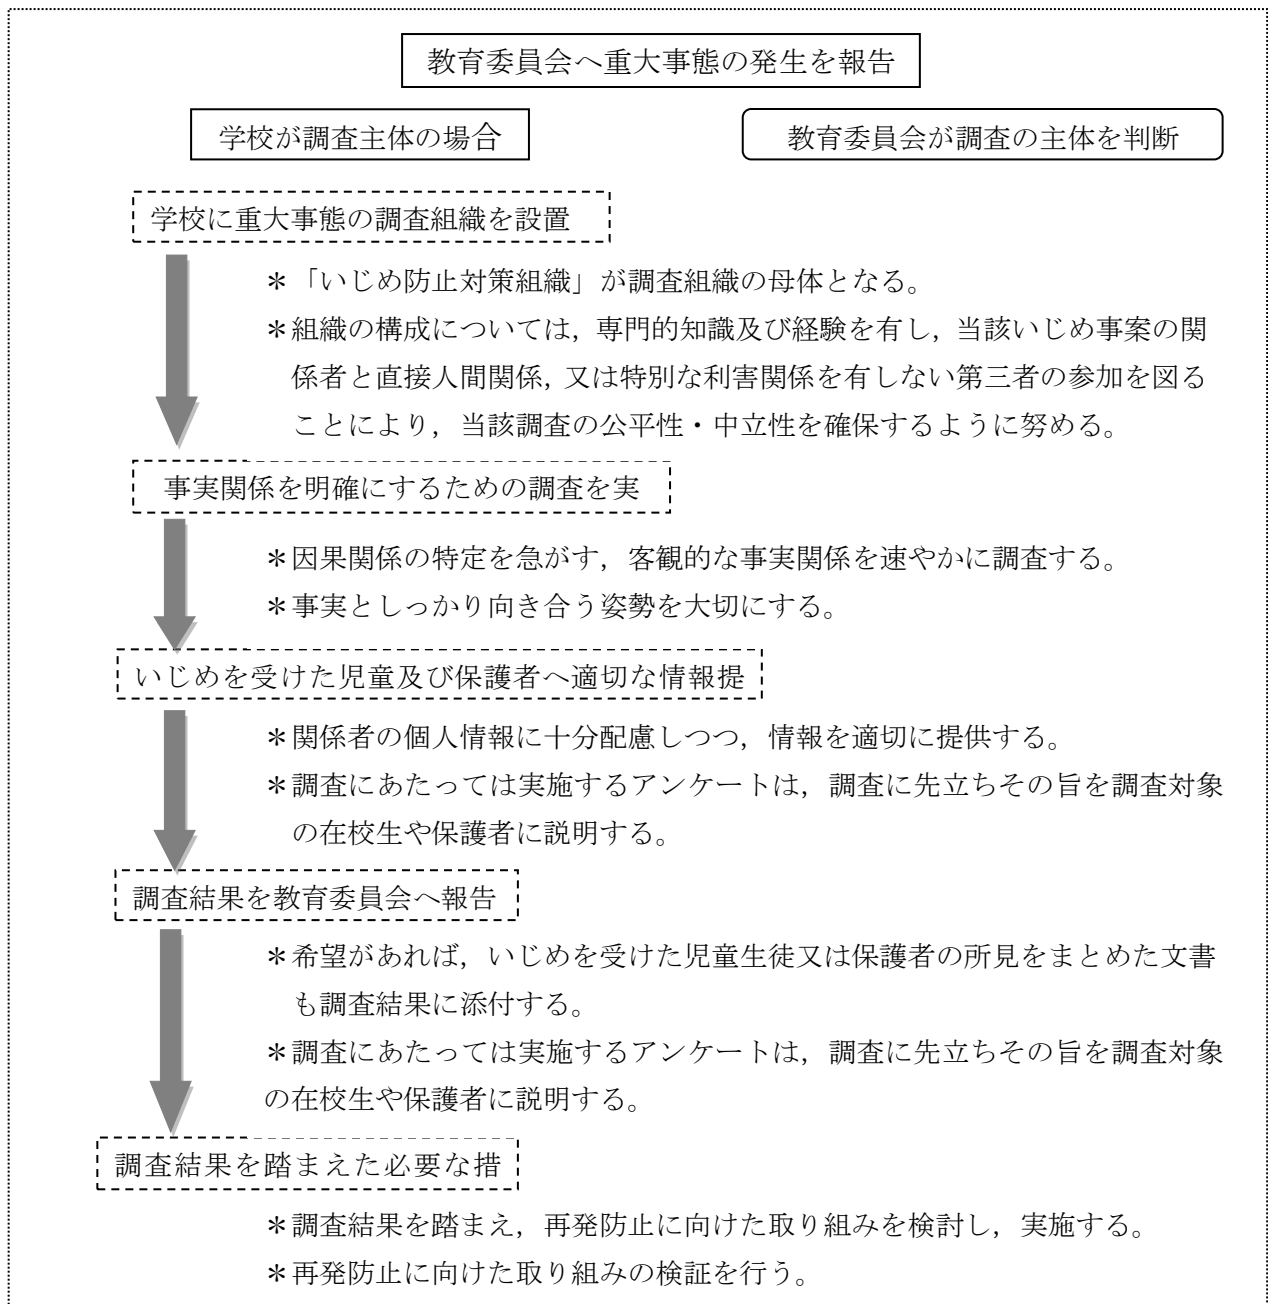 教育委員会へ重大事態の発生を報告
学校が調査主体の場合
教育委員会が調査の主体を判断
学校に重大事態の調査組織を設置
＊「いじめ防止対策組織」が調査組織の母体となる。
＊組織の構成については，専門的知識及び経験を有し，当該いじめ事案の関
係者と直接人間関係，又は特別な利害関係を有しない第三者の参加を図る
ことにより，当該調査の公平性・中立性を確保するように努める。
事実関係を明確にするための調査を実
＊因果関係の特定を急がす，客観的な事実関係を速やかに調査する。
＊事実としっかり向き合う姿勢を大切にする。
いじめを受けた児童及び保護者へ適切な情報提
＊関係者の個人情報に十分配慮しつつ，情報を適切に提供する。
＊調査にあたっては実施するアンケートは，調査に先立ちその旨を調査対象
の在校生や保護者に説明する。
調査結果を教育委員会へ報告
＊希望があれば，いじめを受けた児童生徒又は保護者の所見をまとめた文書
も調査結果に添付する。
＊調査にあたっては実施するアンケートは，調査に先立ちその旨を調査対象
の在校生や保護者に説明する。
調査結果を踏まえた必要な措
＊調査結果を踏まえ，再発防止に向けた取り組みを検討し，実施する。
＊再発防止に向けた取り組みの検証を行う。